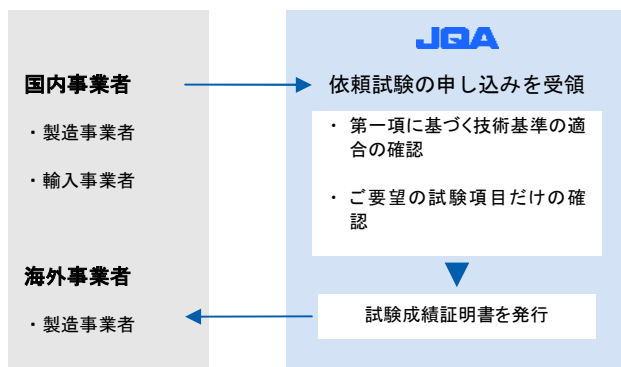 国内事業者
・製造事業者
・輸入事業者
海外事業者
・製造事業者
JQA
依頼試験の申し込みを受領
・ 第一項に基づく技術基準の適
合の確認
・ ご要望の試験項目だけの確
認
試験成績証明書を発行